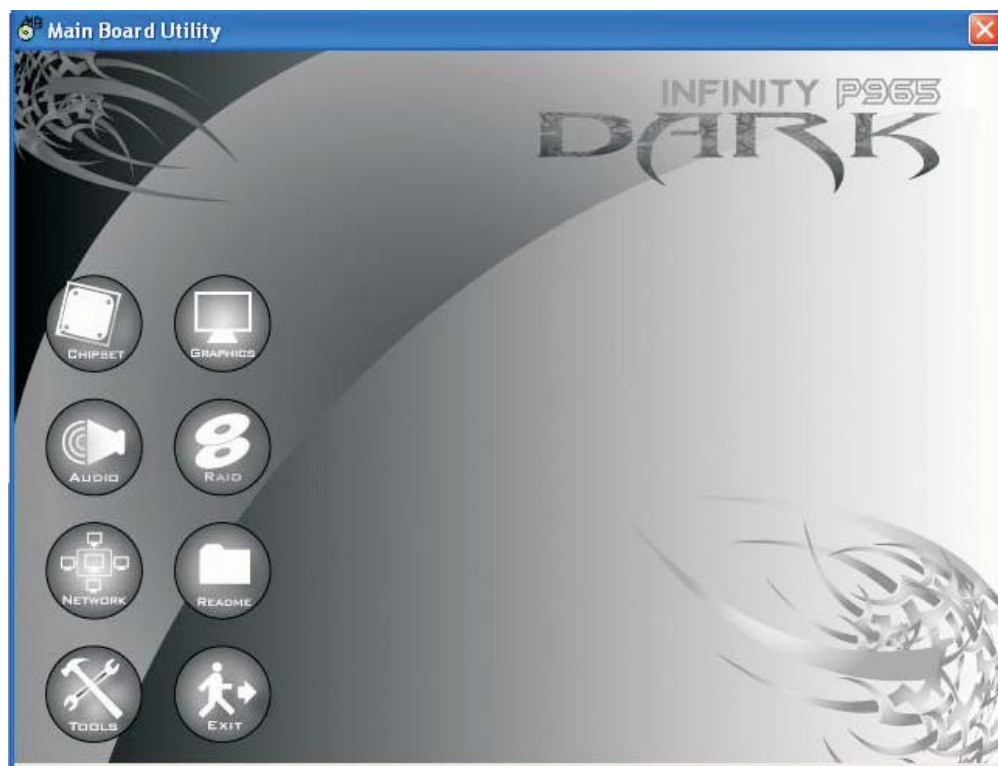 Main Board Utility
INFINITY P965
DARK
CHIPSET
GRAPHICS
AUDIO
RAID
NETWORK
README
TOOLS
EXIT